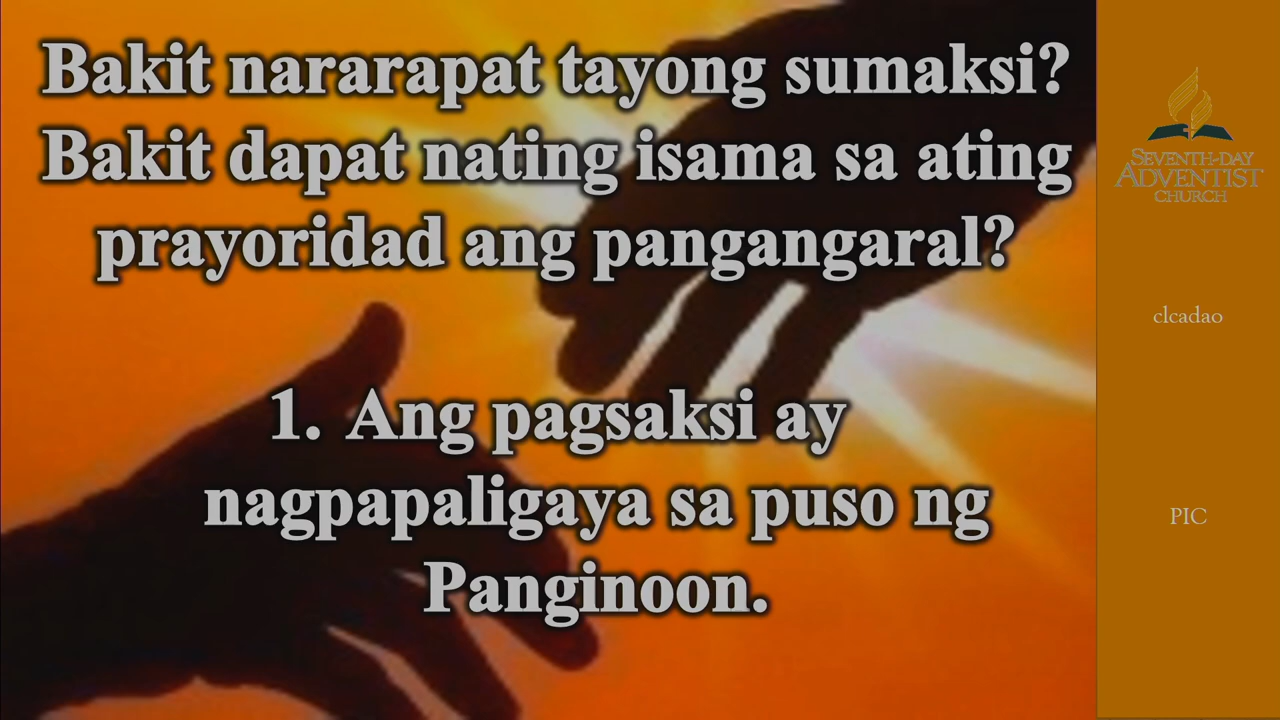 Bakit nararapat tayong sumaksi?
Bakit dapat nating isama sa ating
prayoridad ang pangangaral?
1. Ang pagsaksi ay
nagpapaligaya sa puso ng
Panginoon.
SEVENTH-DAY
ADVENTIST
CHURCH
clcadao
PIC